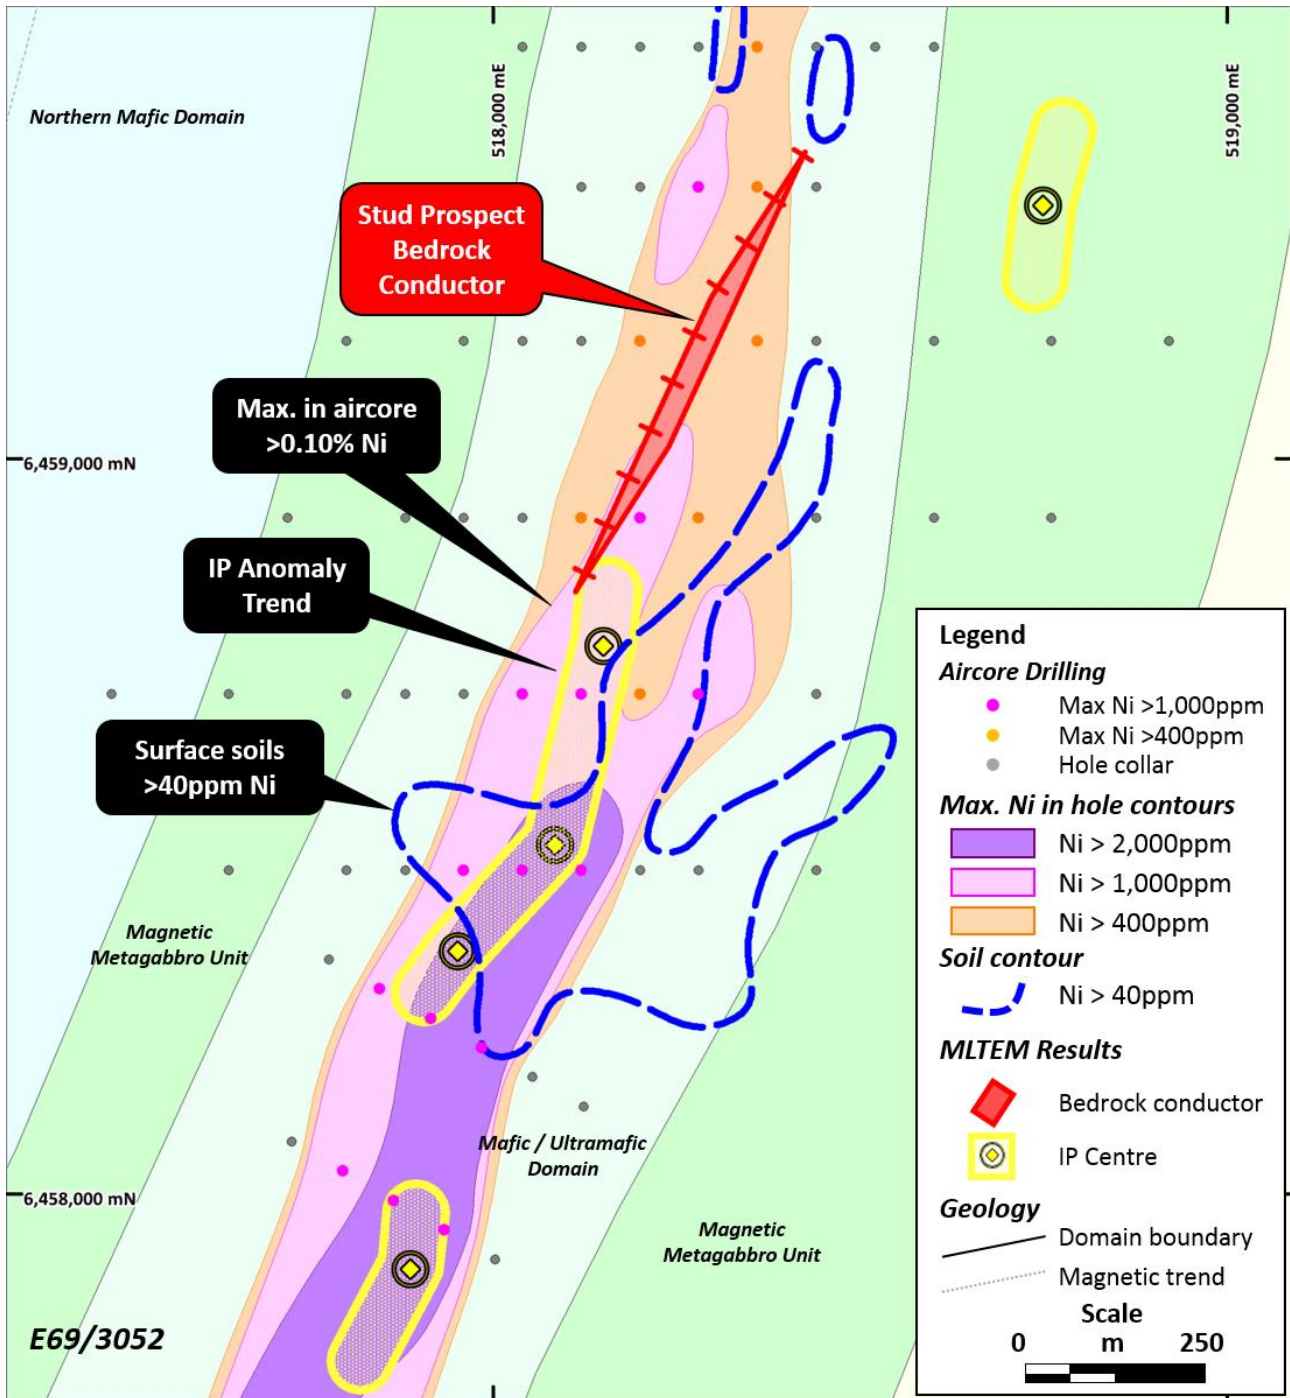 518,000 mE
519,000 mE
Northern Mafic Domain
Stud Prospect
Bedrock
Conductor
Max. in aircore
>0.10% Ni
6,459,000 mN
IP Anomaly
Trend
Surface soils
>40ppm Ni
Magnetic
Metagabbro Unit
Mafic / Ultramafic
Domain
6,458,000 mN
Magnetic
Metagabbro Unit
E69/3052
Legend
Aircore Drilling
Max Ni >1,000ppm
Max Ni >400ppm
Hole collar
Max. Ni in hole contours
Ni > 2,000ppm
Ni > 1,000ppm
Ni > 400ppm
Soil contour
Ni > 40ppm
MLTEM Results
Bedrock conductor
IP Centre
Geology
Domain boundary
Magnetic trend
Scale
0 m 250